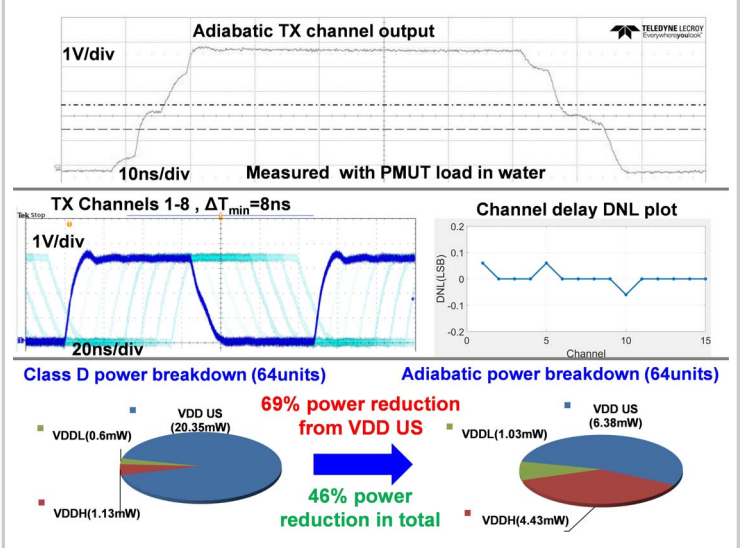 Adiabatic TX channel output
TELEDYNE LECROY
Everywhereyoulook
1V/div
10ns/div
Measured with PMUT load in water
TX Channels 1-8 , ΔTmin=8ns
Tek Stop
1V/div
20ns/div
Channel delay DNL plot
0.2
0.1
0
-0.1
-0.2
DNL(LSB)
0
5
10
15
Channel
Class D power breakdown (64units)
VDD US
(20.35mW)
VDDL(0.6mW)
VDDH(1.13mW)
69% power reduction
from VDD US
46% power
reduction in total
Adiabatic power breakdown (64units)
VDD US
(6.38mW)
VDDL(1.03mW)
VDDH(4.43mW)